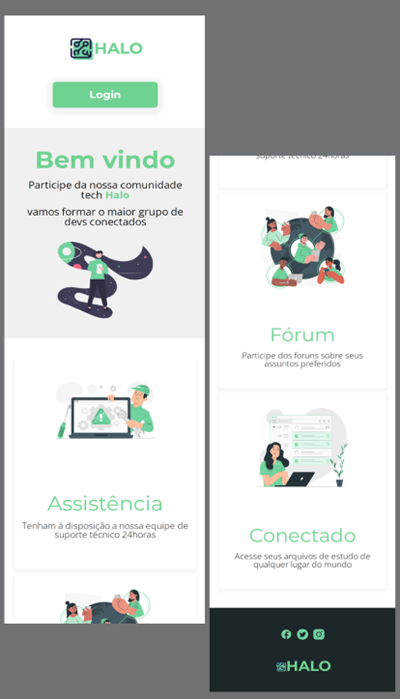 HALO
Login
Bem vindo
Participe da nossa comunidade
tech Halo
vamos formar o maior grupo de
devs conectados
Assistência
Tenham á disposição a nossa equipe de
suporte técnico 24horas
suporte técnico 24horas
Fórum
Participe dos foruns sobre seus
assuntos preferidos
Conectado
Acesse seus arquivos de estudo de
qualquer lugar do mundo
HALO